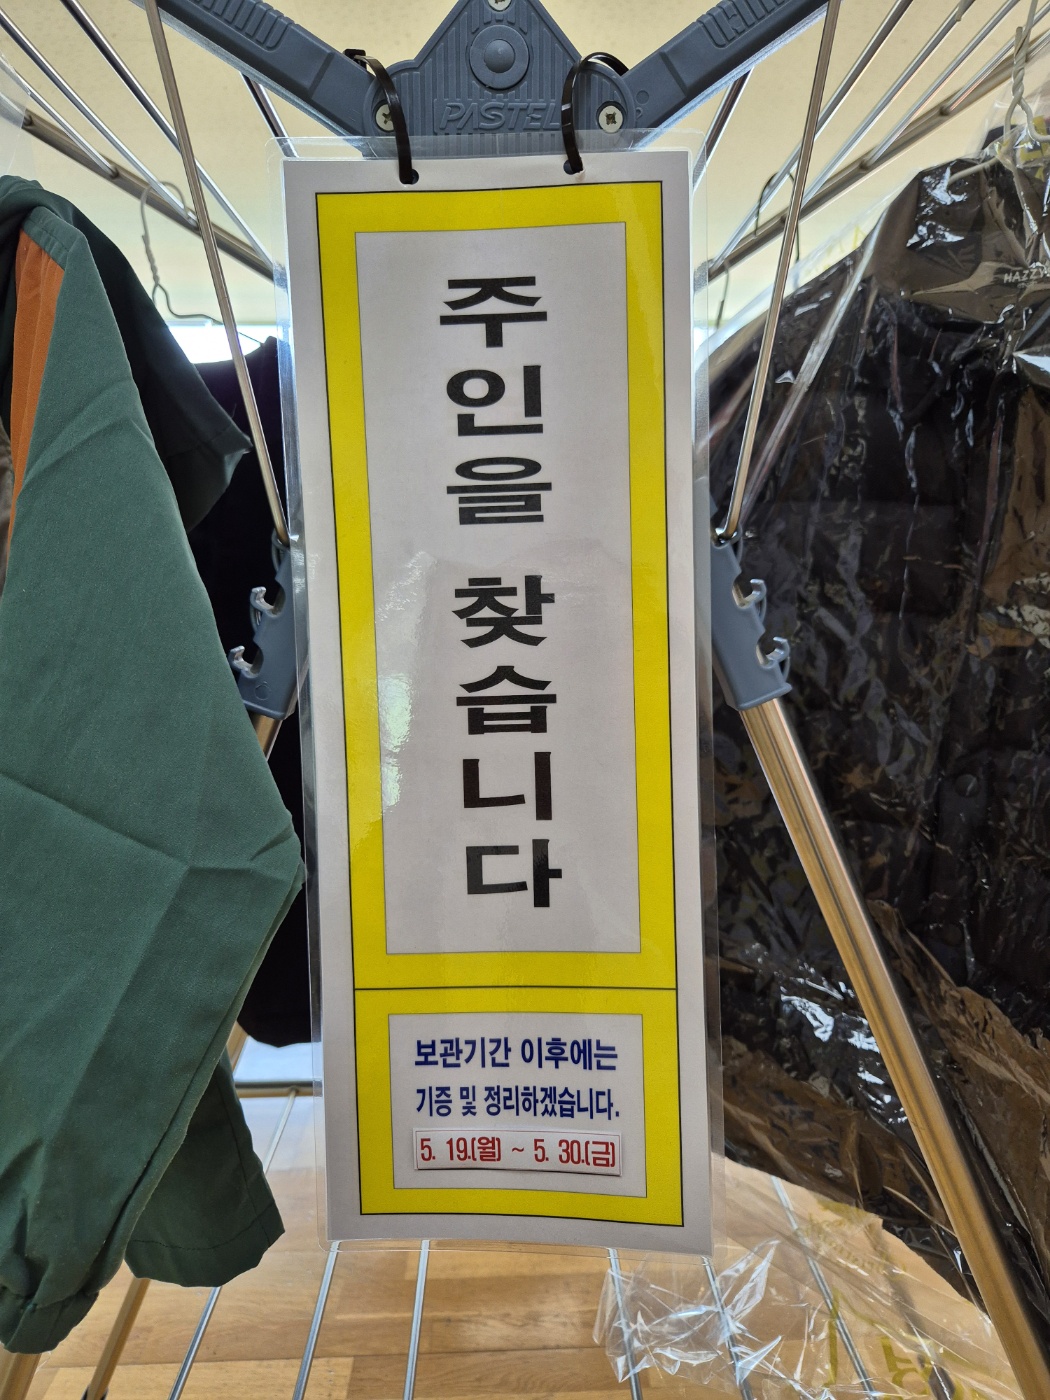 PASTEL
HAZZ
주인을 찾습니다
보관기간 이후에는
기증 및 정리하겠습니다.
5. 19.(월) ~ 5. 30.(금)